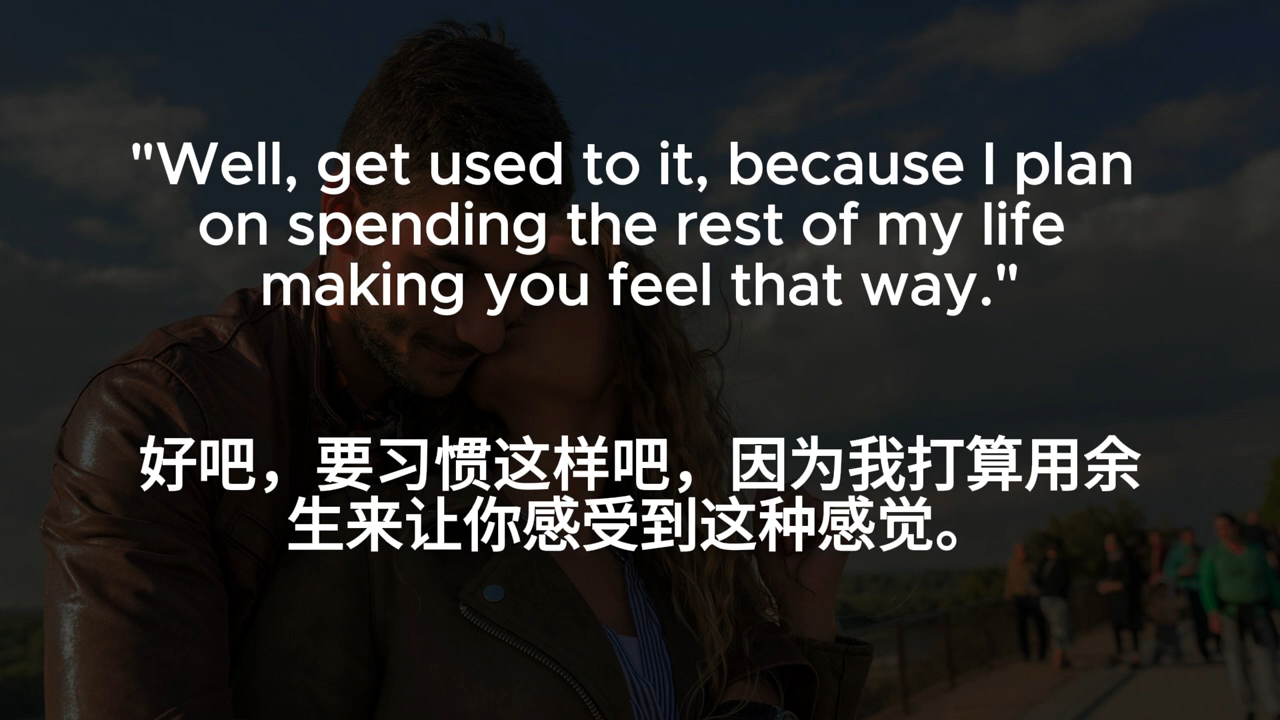 "Well, get used to it, because I plan
on spending the rest of my life
making you feel that way."
好吧，要习惯这样吧，因为我打算用余
生来让你感受到这种感觉。